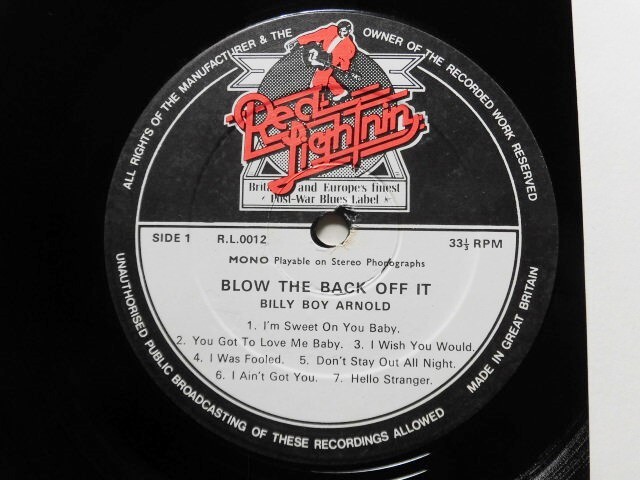 ALL RIGHTS OF THE MANUFACTURER & THE OWNER OF THE RECORDED WORK RESERVED
Red
Lightnin'
Britain's and Europe's finest
Post-War Blues Label
SIDE 1 R.L.0012 33⅓ RPM
MONO Playable on Stereo Phonographs
BLOW THE BACK OFF IT
BILLY BOY ARNOLD
1. I'm Sweet On You Baby.
2. You Got To Love Me Baby. 3. I Wish You Would.
4. I Was Fooled. 5. Don't Stay Out All Night.
6. I Ain't Got You. 7. Hello Stranger.
UNAUTHORISED PUBLIC BROADCASTING OF THESE RECORDINGS ALLOWED
MADE IN GREAT BRITAIN